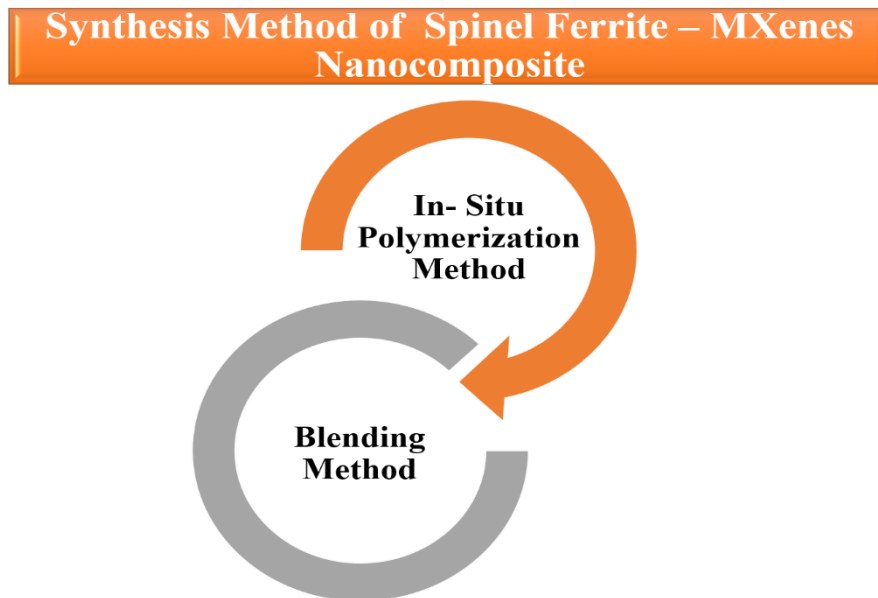 Synthesis Method of Spinel Ferrite – MXenes
Nanocomposite
In- Situ
Polymerization
Method
Blending
Method